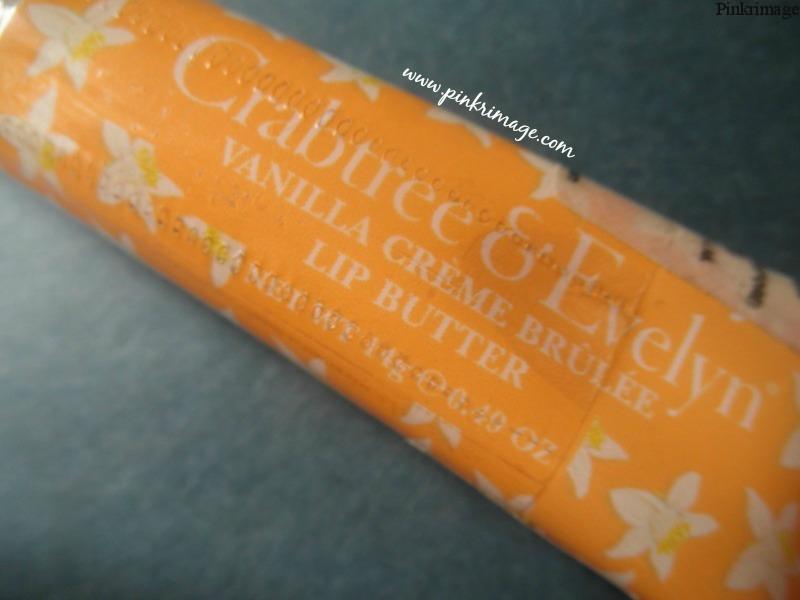 Pinkrimage
www.pinkrimage.com
Crabtree & Evelyn®
VANILLA CRÈME BRÛLÉE
LIP BUTTER
NET WT. 14g ℮ 0.49 OZ